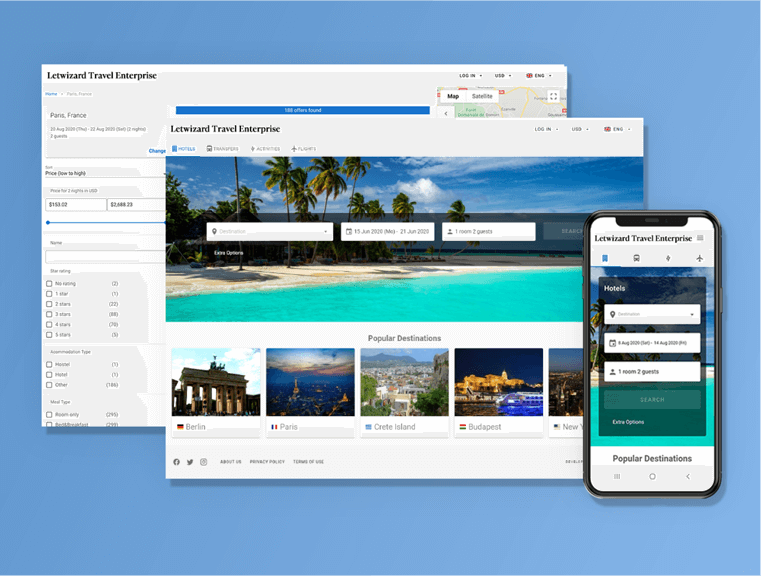 Letwizard Travel Enterprise
LOG IN USD ENG
Home > Paris, France
188 offers found
Map Satellite
Paris, France
20 Aug 2020 (Thu) - 22 Aug 2020 (Sat) (2 nights)
2 guests
Change
Sort
Price (low to high)
Price for 2 nights in USD
$153.02 $2,688.23
Name
Star rating
No rating (2)
1 star (1)
2 stars (22)
3 stars (88)
4 stars (70)
5 stars (5)
Accommodation Type
Hostel (1)
Hotel (1)
Other (186)
Meal Type
Room only (295)
Bed&Breakfast (259)
Letwizard Travel Enterprise
LOG IN USD ENG
HOTELS TRANSFERS ACTIVITIES FLIGHTS
Destination 15 Jun 2020 (Mo) - 21 Jun 2020 1 room 2 guests SEARCH
Extra Options
Popular Destinations
Berlin Paris Crete Island Budapest New Y
ABOUT US PRIVACY POLICY TERMS OF USE
Letwizard Travel Enterprise
Hotels
Destination
8 Aug 2020 (Sat) - 14 Aug 2020 (Fri)
1 room 2 guests
SEARCH
Extra Options
Popular Destinations